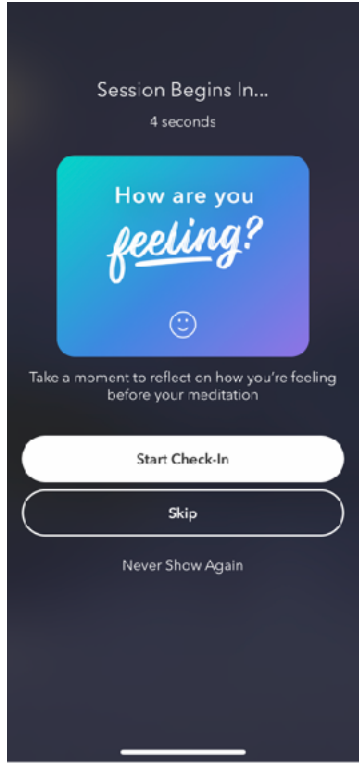 Session Begins In...
4 seconds
How are you
feeling?
Take a moment to reflect on how you're feeling
before your meditation
Start Check-In
Skip
Never Show Again